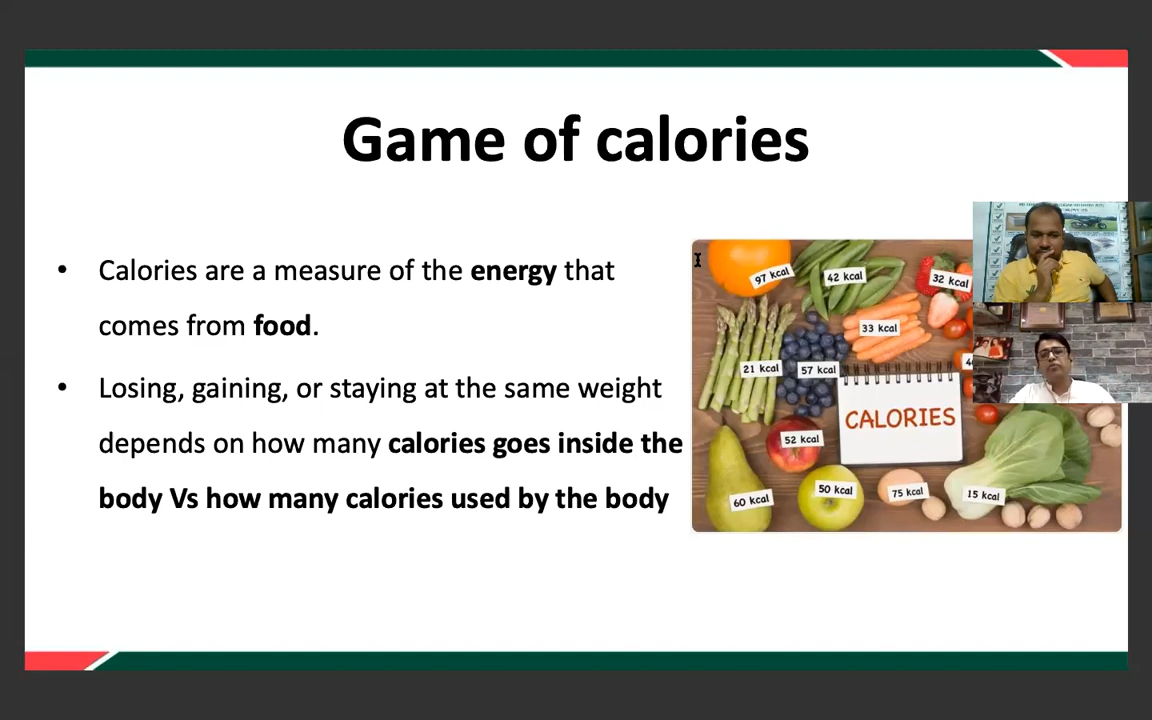 Game of calories
• Calories are a measure of the energy that
comes from food.
• Losing, gaining, or staying at the same weight
depends on how many calories goes inside the
body Vs how many calories used by the body
97 kcal
42 kcal
32 kcal
33 kcal
21 kcal
57 kcal
CALORIES
52 kcal
60 kcal
50 kcal
75 kcal
15 kcal